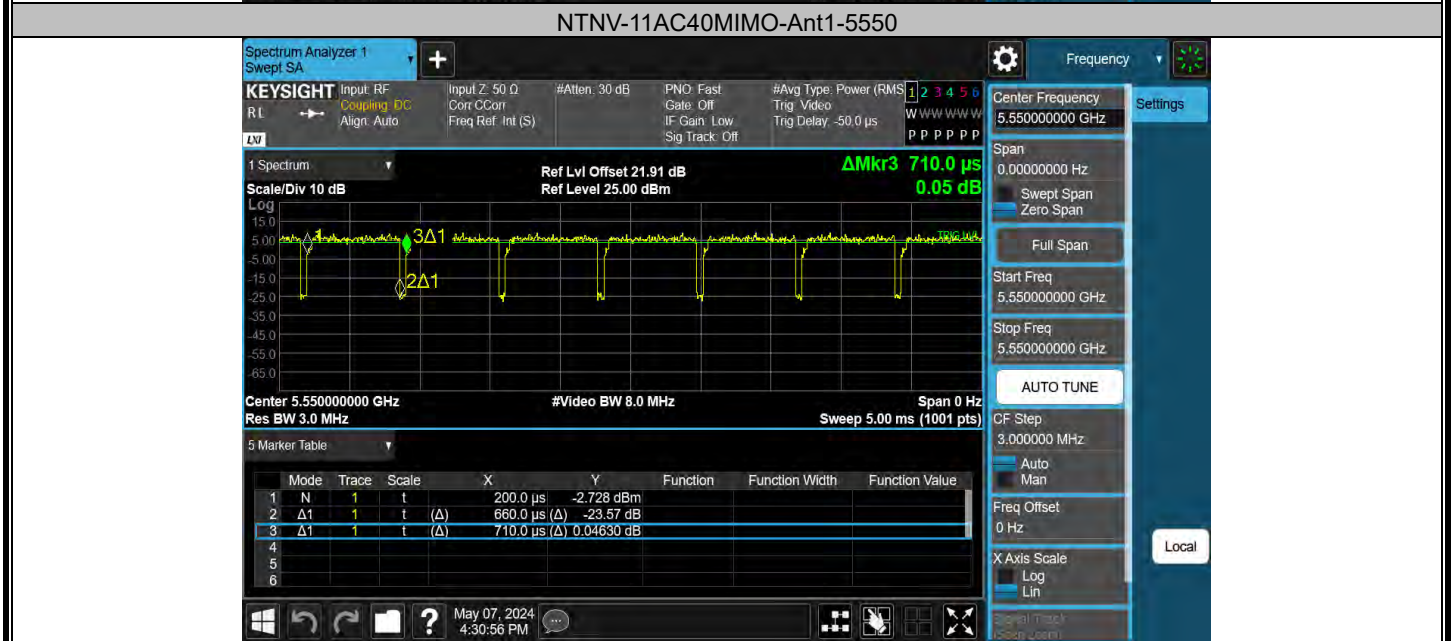 NTNV-11AC40MIMO-Ant1-5550
Spectrum Analyzer 1
Swept SA
+
Frequency
KEYSIGHT
RL
LXI
Input: RF
Coupling: DC
Align: Auto
Input Z: 50 Ω
Corr CCorr
Freq Ref: Int (S)
#Atten: 30 dB
PNO: Fast
Gate: Off
IF Gain: Low
Sig Track: Off
#Avg Type: Power (RMS
Trig: Video
Trig Delay: -50.0 µs
1 2 3 4 5 6
W W W W W W
P P P P P P
Center Frequency
5.550000000 GHz
Settings
Span
0.00000000 Hz
Swept Span
Zero Span
Full Span
Start Freq
5.550000000 GHz
Stop Freq
5.550000000 GHz
AUTO TUNE
CF Step
3.000000 MHz
Auto
Man
Freq Offset
0 Hz
X Axis Scale
Log
Lin
Local
1 Spectrum
Scale/Div 10 dB
Ref Lvl Offset 21.91 dB
Ref Level 25.00 dBm
ΔMkr3 710.0 µs
0.05 dB
Log
15.0
5.00
-5.00
-15.0
-25.0
-35.0
-45.0
-55.0
-65.0
1
3Δ1
2Δ1
TRIG LVL
Center 5.550000000 GHz
#Video BW 8.0 MHz
Span 0 Hz
Res BW 3.0 MHz
Sweep 5.00 ms (1001 pts)
5 Marker Table
Mode Trace Scale X Y Function Function Width Function Value
1 N 1 t 200.0 µs -2.728 dBm
2 Δ1 1 t (Δ) 660.0 µs (Δ) -23.57 dB
3 Δ1 1 t (Δ) 710.0 µs (Δ) 0.04630 dB
4
5
6
?
May 07, 2024
4:30:56 PM